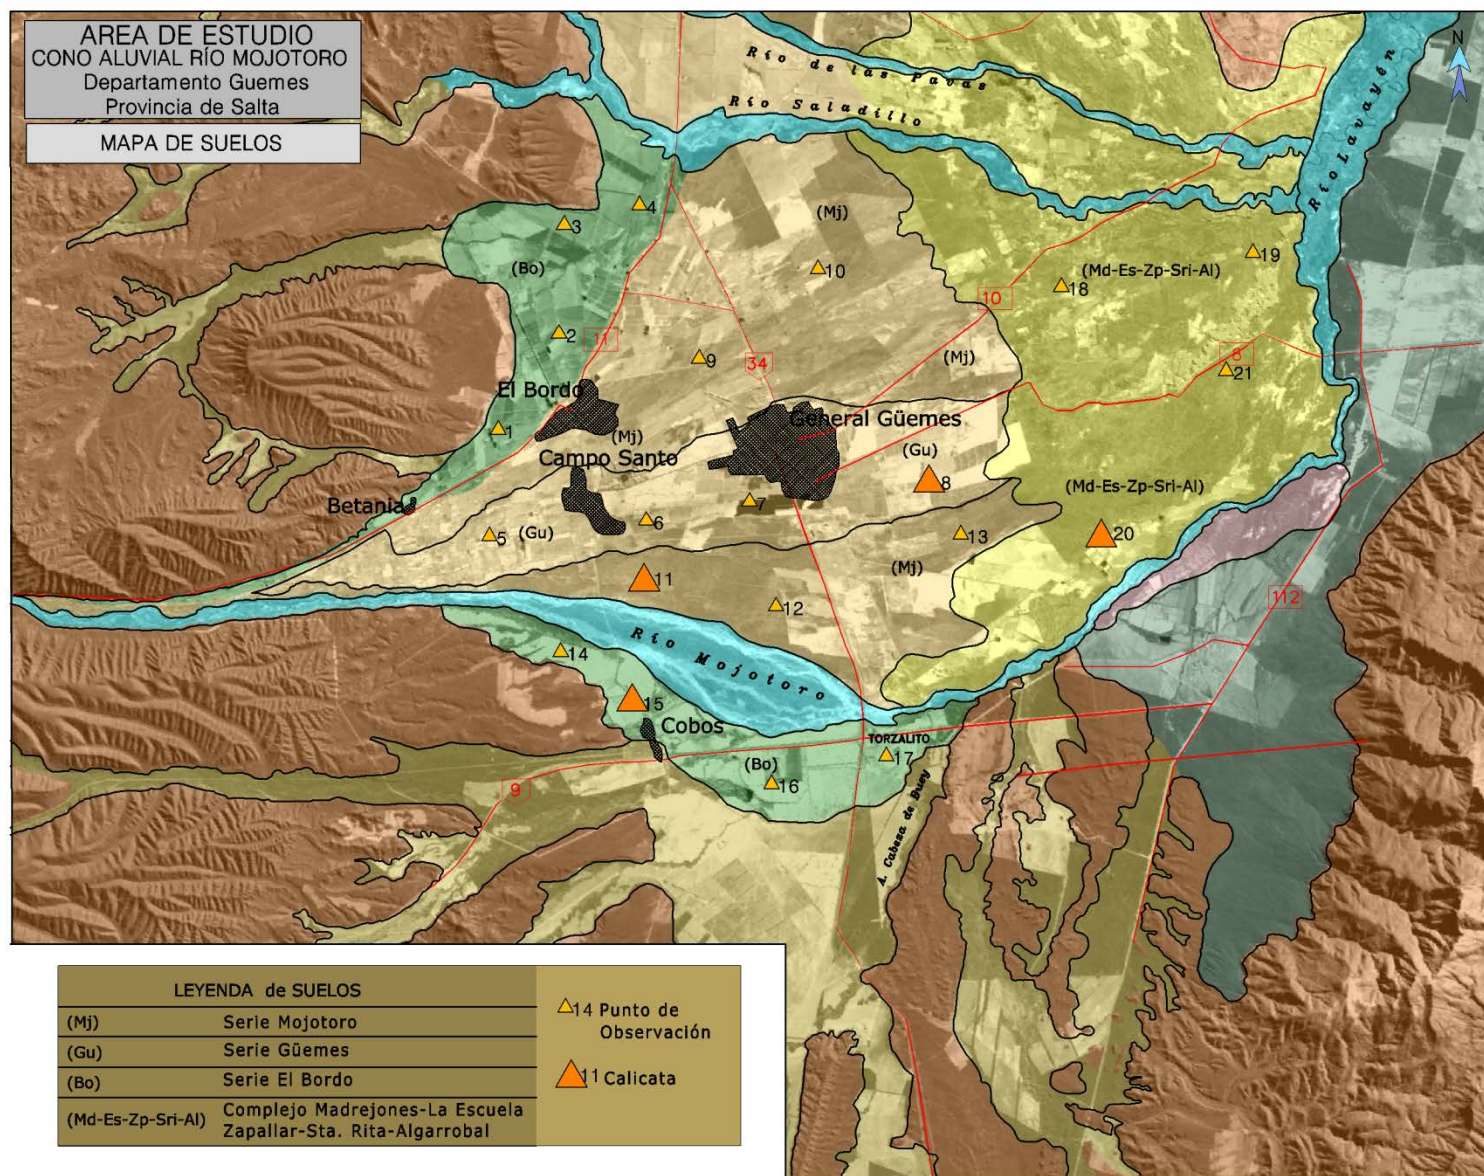 AREA DE ESTUDIO
CONO ALUVIAL RÍO MOJOTORO
Departamento Guemes
Provincia de Salta
MAPA DE SUELOS
N
Río de las Pavas
Río Saladillo
Río Lavayén
4
3
(Mj)
(Bo)
10
19
(Md-Es-Zp-Sri-Al)
18
10
2
11
9
34
(Mj)
8
21
El Bordo
General Güemes
1
(Mj)
(Gu)
Campo Santo
8
(Md-Es-Zp-Sri-Al)
Betania
7
5
(Gu)
6
13
20
11
(Mj)
12
112
Río Mojotoro
14
15
Cobos
TORZALITO
17
(Bo)
16
9
A. Cabeza de Buey
LEYENDA de SUELOS
(Mj) Serie Mojotoro
(Gu) Serie Güemes
(Bo) Serie El Bordo
(Md-Es-Zp-Sri-Al) Complejo Madrejones-La Escuela
Zapallar-Sta. Rita-Algarrobal
14 Punto de
Observación
11 Calicata